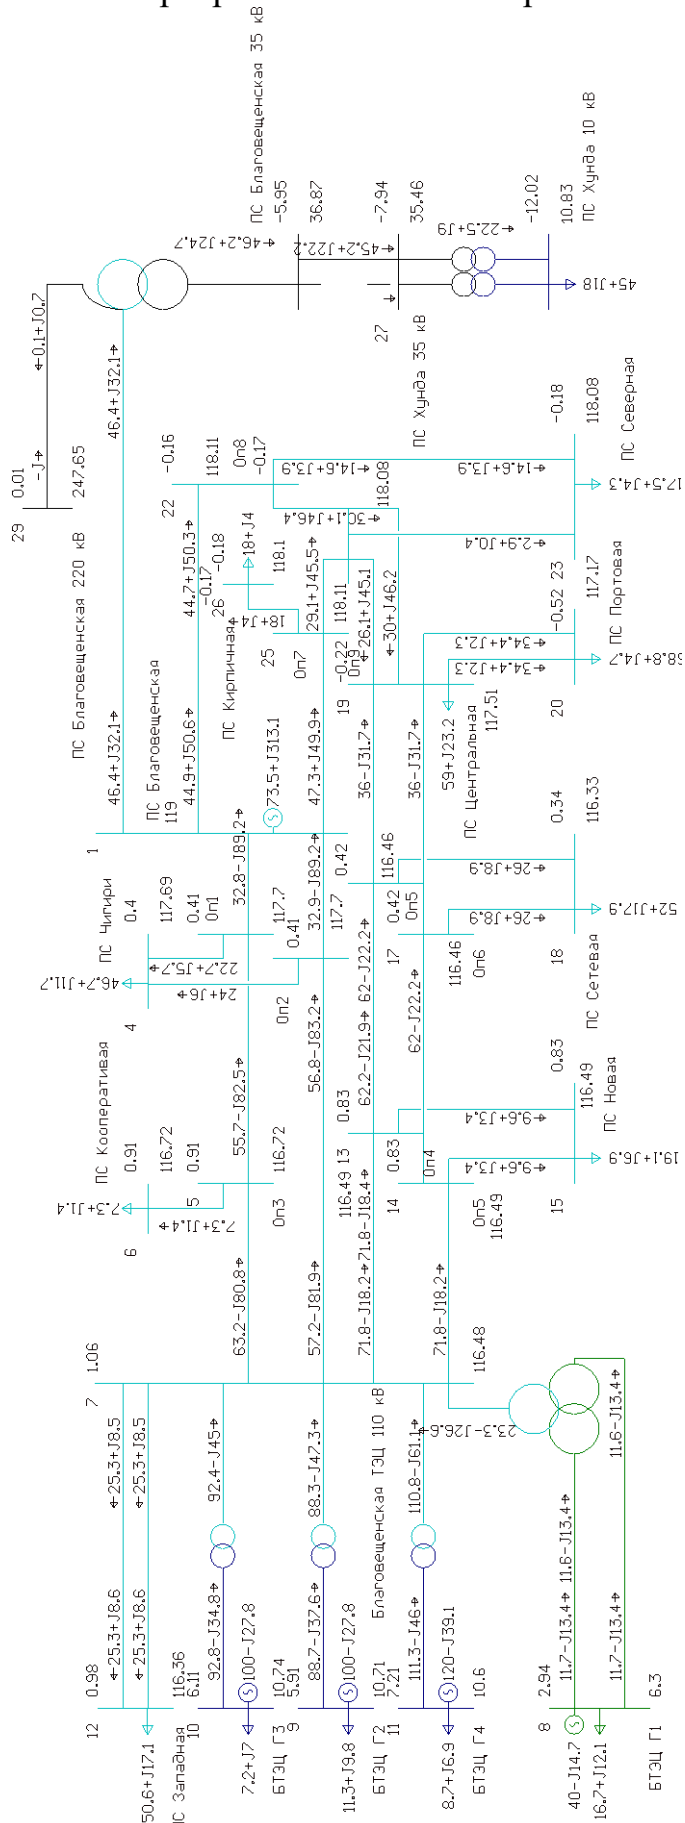 29
0.01
-J→
247.65
←0.1+J0.7
ПС Благовещенская 220 кВ
46.4+J32.1→
46.4+J32.1→
←46.2+J24.7
ПС Благовещенская 35 кВ
-5.95
36.87
45.2+J22.2
-7.94
35.46
27
ПС Хунда 35 кВ
←22.5+J9
-12.02
10.83
ПС Хунда 10 кВ
45+J18
ПС Благовещенская
119
1
44.9+J50.6→
44.7+J50.3→
22
-0.16
118.11
Оп8
-0.17
118.08
←14.6+J3.9
←14.6+J3.9
-0.18
118.08
ПС Северная
17.5+J4.3
23
←2.9+J0.4
←30.1+J46.4
←30+J46.2
ПС Кирпичная
26
-0.17
-0.18
118.1
18+J4
18+J4
25
Оп7
118.11
29.1+J45.5→
47.3+J49.9→
73.5+J313.1
-0.22
Оп9
19
←26.1+J45.1
117.51
59+J23.2
ПС Центральная
-0.52
117.17
ПС Портовая
20
←34.4+J2.3
←34.4+J2.3
68.8+J4.7
36-J31.7→
36-J31.7→
ПС Чигири
0.4
117.69
4
46.7+J11.7
0.41
Оп1
117.7
22.7+J5.7
24+J6→
0.41
Оп2
117.7
32.8-J89.2→
32.9-J89.2→
0.42
116.46
Оп5
0.42
17
116.46
Оп6
←26+J8.9
←26+J8.9
0.34
116.33
18
ПС Сетевая
52+J17.9
55.7-J82.5→
56.8-J83.2→
62-J22.2→
62.2-J21.9→
62-J22.2→
ПС Кооператива́я
0.91
116.72
6
7.3+J1.4
7.3+J1.4→
0.91
5
116.72
Оп3
0.83
13
116.49
0.83
Оп4
14
Оп5
116.49
←9.6+J3.4
←9.6+J3.4
0.83
116.49
ПС Новая
15
19.1+J6.9
63.2-J80.8→
57.2-J81.9→
71.8-J18.2→
71.8-J18.4→
71.8-J18.2→
1.06
7
116.48
Благовещенская ТЭЦ 110 кВ
←25.3+J8.5
←25.3+J8.5
92.4-J45→
88.3-J47.3→
110.8-J61.1→
←23.3-J26.6
11.6-J13.4→
11.6-J13.4→
←25.3+J8.6
←25.3+J8.6
0.98
12
116.36
50.6+J17.1
ПС Западная
92.8-J34.8→
6.11
10
100-J27.8
7.2+J7
10.74
БТЭЦ Г3
88.7-J37.6→
5.91
9
100-J27.8
11.3+J9.8
10.71
БТЭЦ Г2
111.3-J46→
7.21
11
120-J39.1
8.7+J6.9
10.6
БТЭЦ Г4
11.7-J13.4→
11.7-J13.4→
2.94
8
40-J14.7
16.7+J12.1
6.3
БТЭЦ Г1